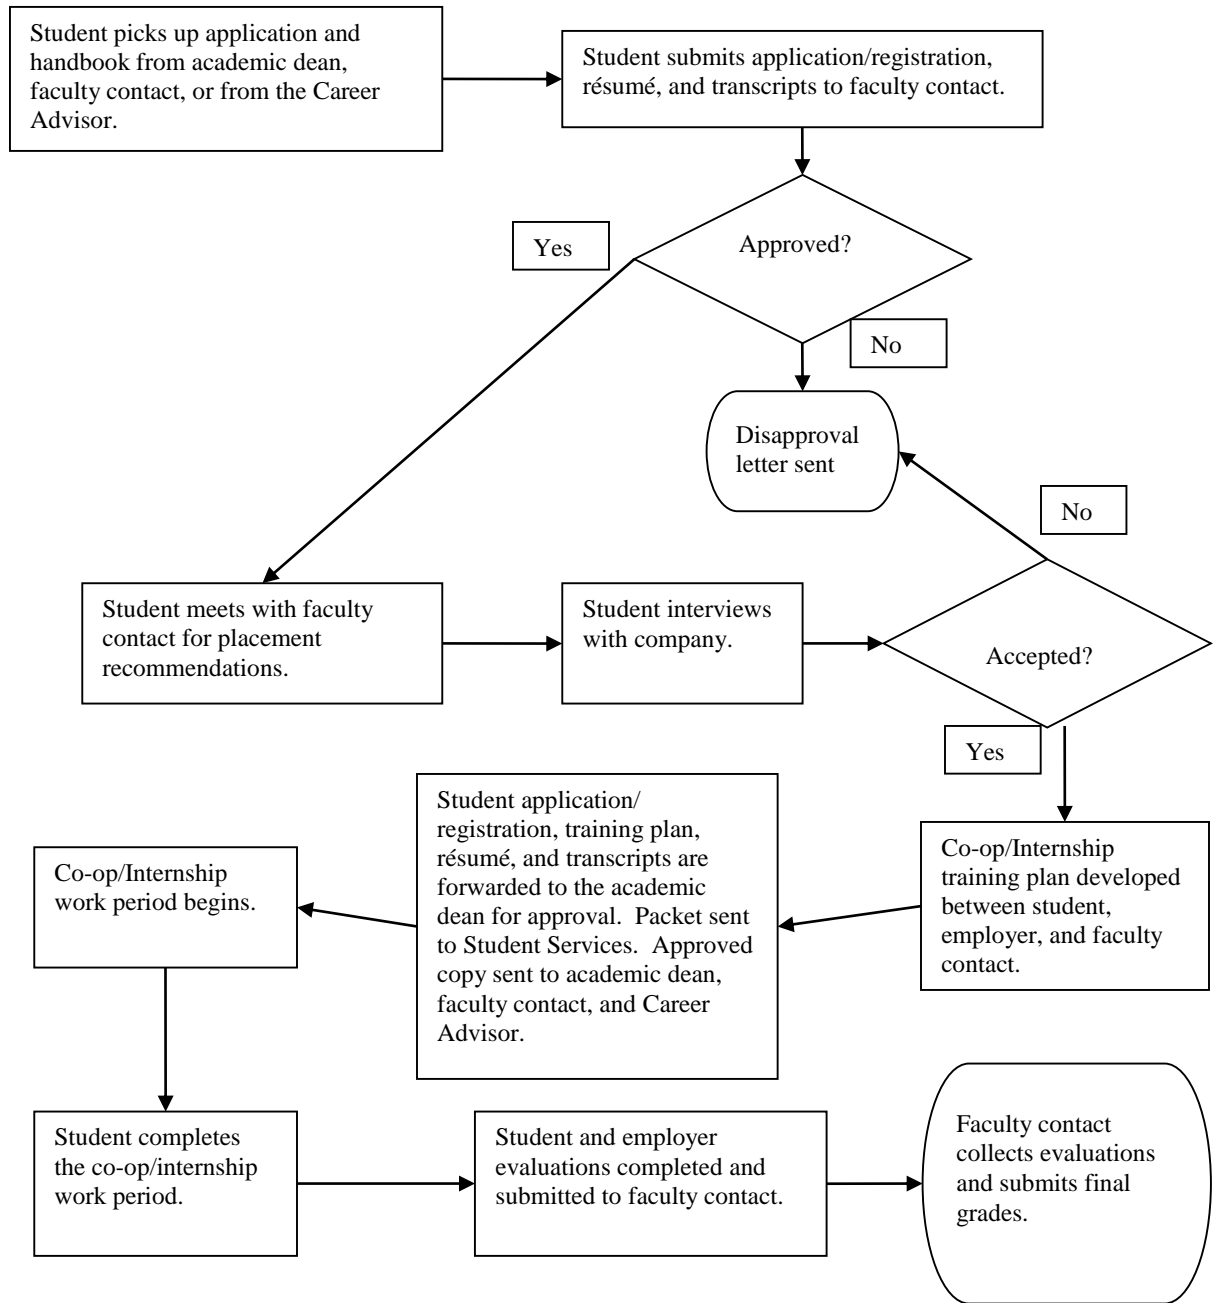 Student picks up application and
handbook from academic dean,
faculty contact, or from the Career
Advisor.
Student submits application/registration,
résumé, and transcripts to faculty contact.
Approved?
Yes
No
Disapproval
letter sent
No
Student meets with faculty
contact for placement
recommendations.
Student interviews
with company.
Accepted?
Yes
Co-op/Internship
training plan developed
between student,
employer, and faculty
contact.
Student application/
registration, training plan,
résumé, and transcripts are
forwarded to the academic
dean for approval.  Packet sent
to Student Services.  Approved
copy sent to academic dean,
faculty contact, and Career
Advisor.
Co-op/Internship
work period begins.
Student completes
the co-op/internship
work period.
Student and employer
evaluations completed and
submitted to faculty contact.
Faculty contact
collects evaluations
and submits final
grades.